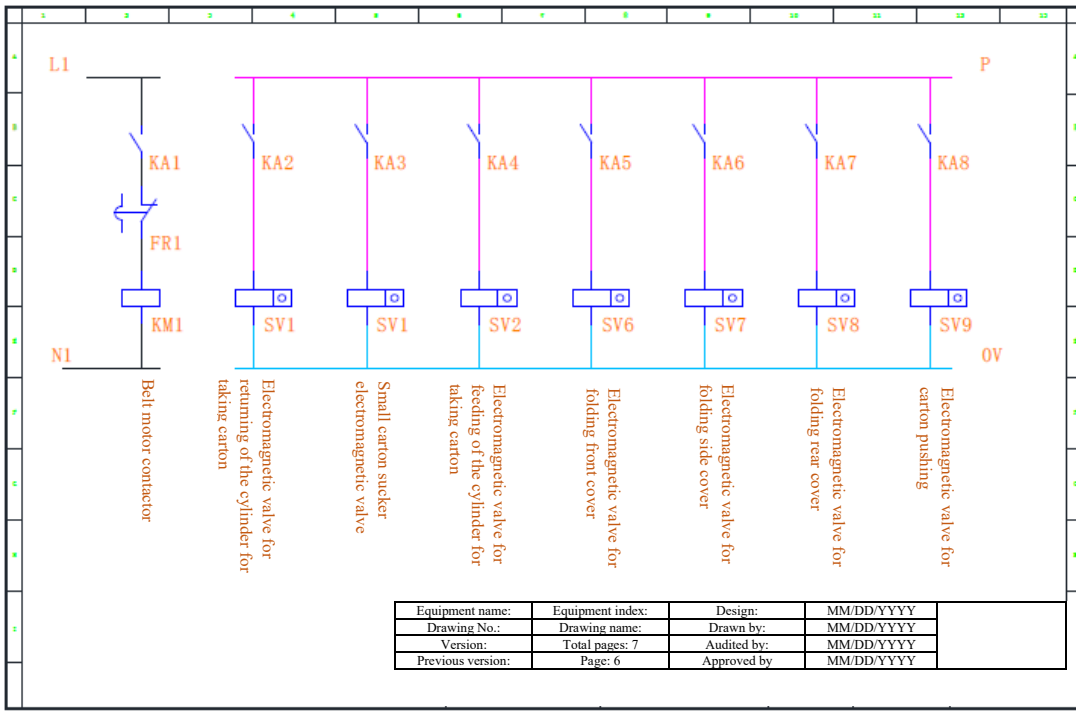 L1
P
KA1
KA2
KA3
KA4
KA5
KA6
KA7
KA8
FR1
KM1
SV1
SV1
SV2
SV6
SV7
SV8
SV9
N1
0V
Belt motor contactor
Electromagnetic valve for
returning of the cylinder for
taking carton
Small carton sucker
electromagnetic valve
Electromagnetic valve for
feeding of the cylinder for
taking carton
Electromagnetic valve for
folding front cover
Electromagnetic valve for
folding side cover
Electromagnetic valve for
folding rear cover
Electromagnetic valve for
carton pushing
Equipment name: Equipment index: Design: MM/DD/YYYY
Drawing No.: Drawing name: Drawn by: MM/DD/YYYY
Version: Total pages: 7 Audited by: MM/DD/YYYY
Previous version: Page: 6 Approved by MM/DD/YYYY